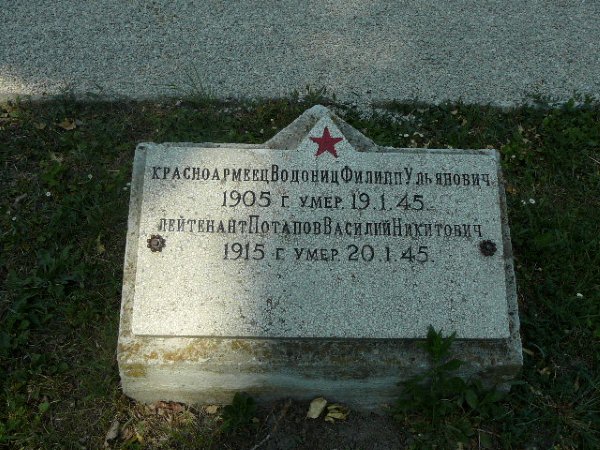 КРАСНОАРМЕЕЦ ВОДОНИЦ ФИЛИПП УЛЬЯНОВИЧ.
1905 Г. УМЕР. 19.1.45.
ЛЕЙТЕНАНТ ПОТАПОВ ВАСИЛИЙ НИКИТОВИЧ.
1915 Г. УМЕР. 20.1.45.